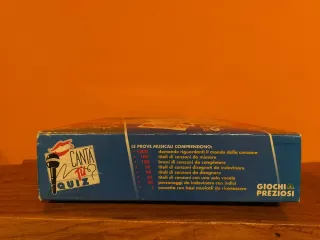 CANTA
TU
QUIZ
LE PROVE MUSICALI COMPRENDONO:
domande riguardanti il mondo della canzone
titoli di canzoni da mimare
brani di canzoni da completare
titoli di canzoni disegnati da indovinare
titoli di canzoni da disegnare
titoli di canzoni con una sola vocale
personaggi da indovinare con indizi
cassetta con basi musicali da riconoscere
GIOCHI
PREZIOSI